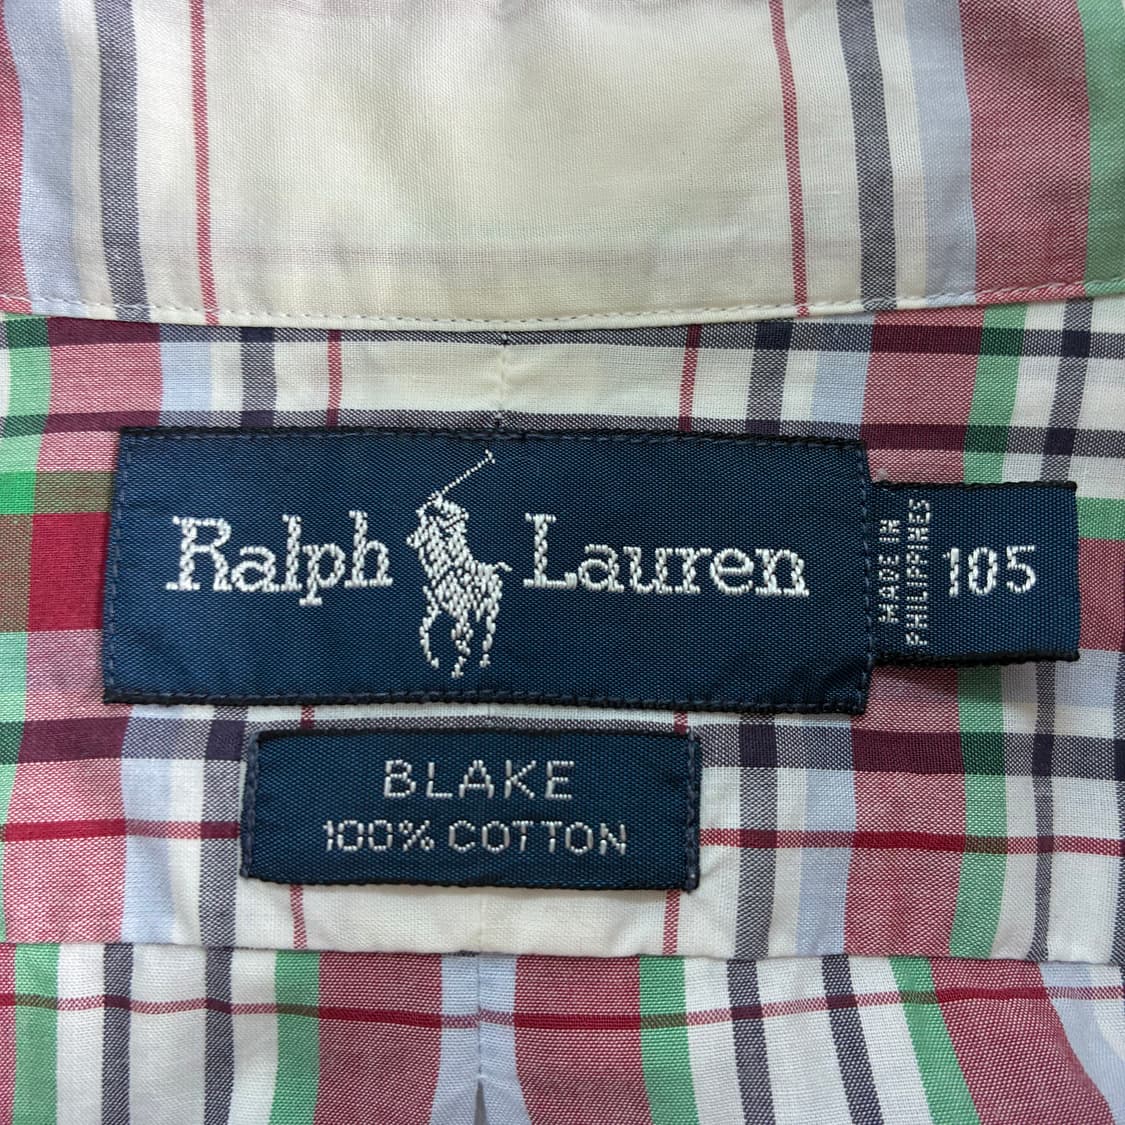 Ralph Lauren
MADE IN
PHILIPPINES
105
BLAKE
100% COTTON